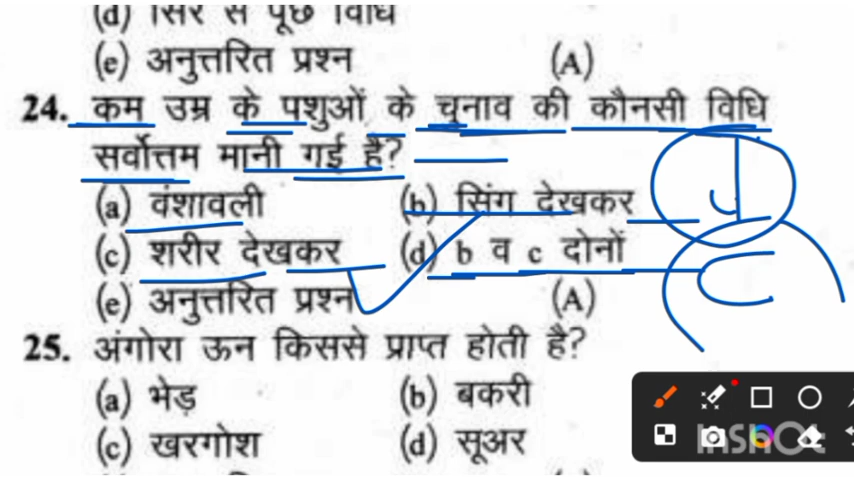 (d) सिर से पूछ विधि
(e) अनुत्तरित प्रश्न (A)
24. कम उम्र के पशुओं के चुनाव की कौनसी विधि
सर्वोत्तम मानी गई है?
(a) वंशावली (b) सिंग देखकर
(c) शरीर देखकर (d) b व c दोनों
(e) अनुत्तरित प्रश्न (A)
25. अंगोरा ऊन किससे प्राप्त होती है?
(a) भेड़ (b) बकरी
(c) खरगोश (d) सूअर
InShOt